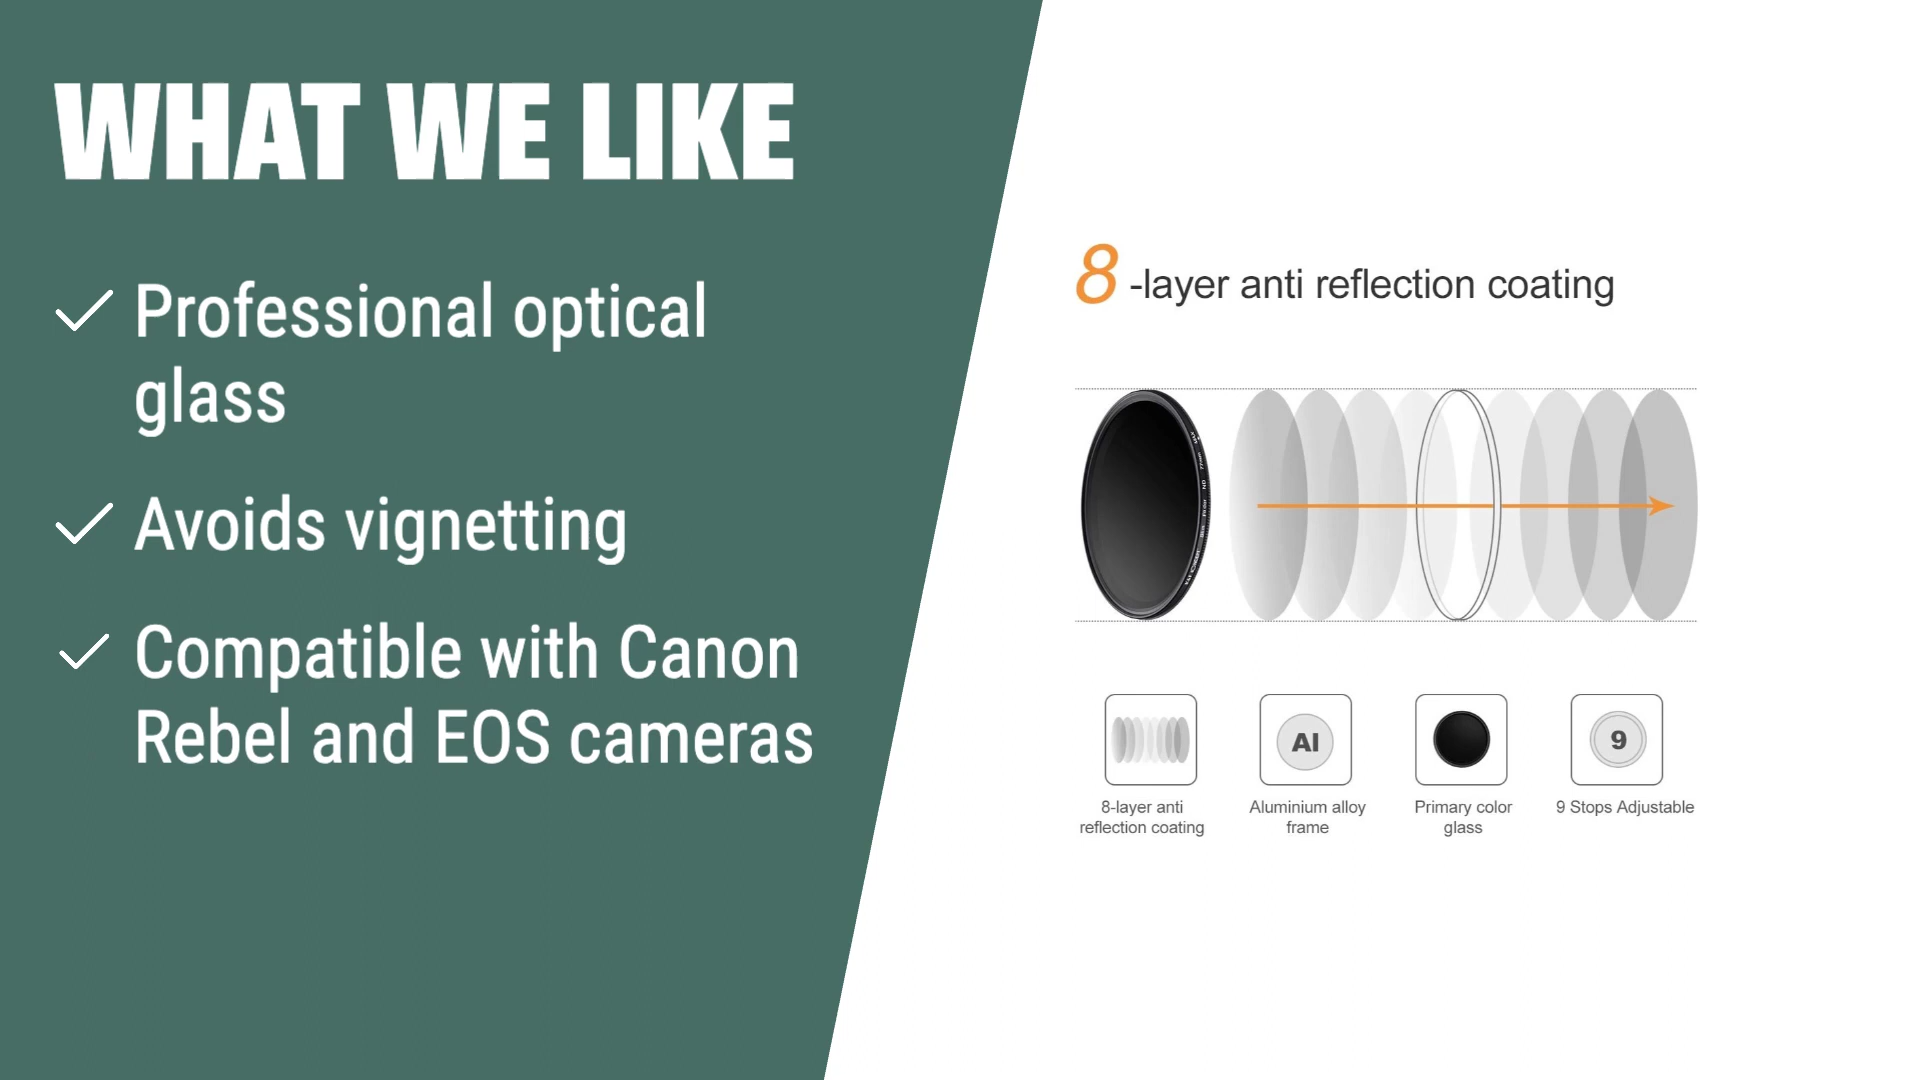 WHAT WE LIKE
Professional optical
glass
Avoids vignetting
Compatible with Canon
Rebel and EOS cameras
8-layer anti reflection coating
8-layer anti
reflection coating
Al
Aluminium alloy
frame
Primary color
glass
9
9 Stops Adjustable